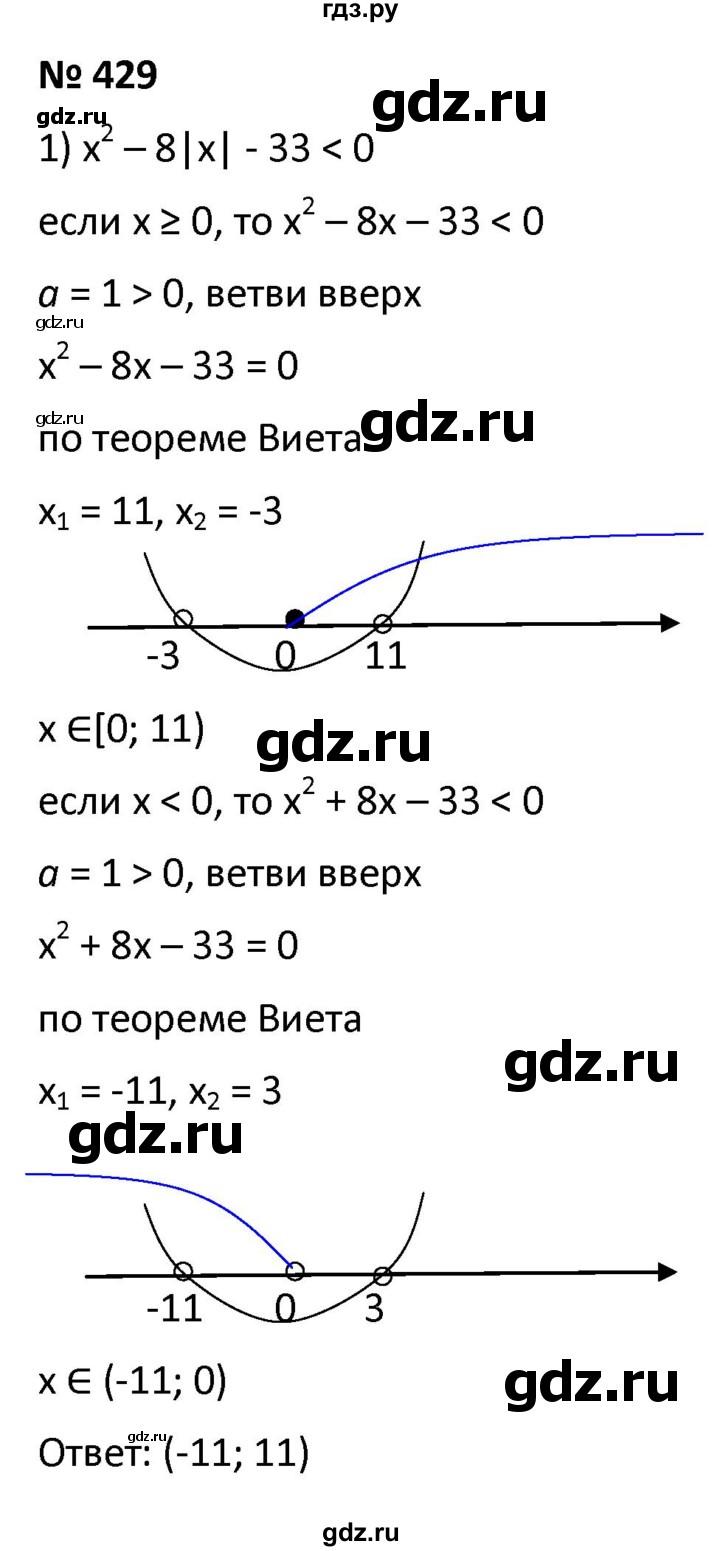 гдз.ру
№ 429
gdz.ru
gdz.ru
1) x² – 8|x| - 33 < 0
если x ≥ 0, то x² – 8x – 33 < 0
a = 1 > 0, ветви вверх
gdz.ru
x² – 8x – 33 = 0
gdz.ru
по теореме Виета
gdz.ru
x₁ = 11, x₂ = -3
-3 0 11
x ∈[0; 11)
gdz.ru
если x < 0, то x² + 8x – 33 < 0
a = 1 > 0, ветви вверх
x² + 8x – 33 = 0
по теореме Виета
gdz.ru
x₁ = -11, x₂ = 3
gdz.ru
-11 0 3
x ∈ (-11; 0)
gdz.ru
gdz.ru
Ответ: (-11; 11)
gdz.ru